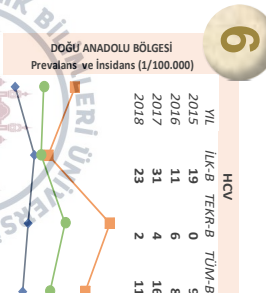 6
DOĞU ANADOLU BÖLGESİ
Prevalans ve İnsidans (1/100.000)
HCV
YIL İLK-B TEKR-B TÜM-B
2015 19 0
2016 11 6
2017 31 4
2018 23 2